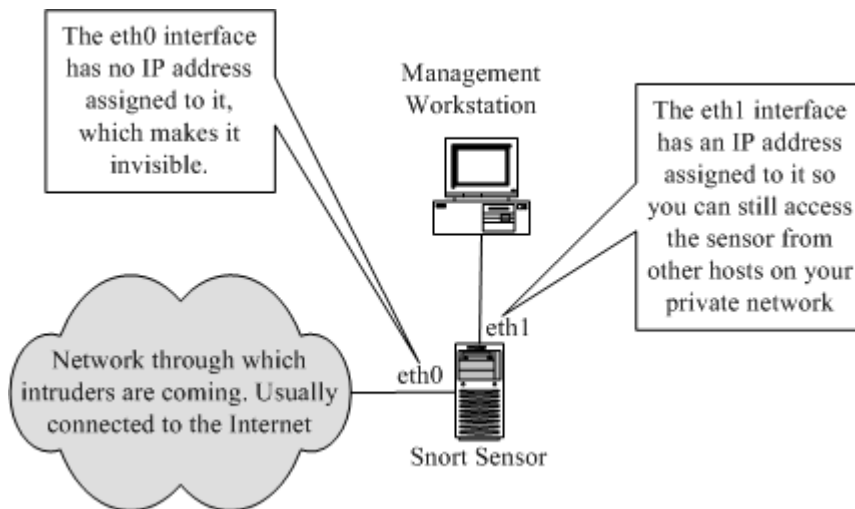 The eth0 interface
has no IP address
assigned to it,
which makes it
invisible.
Management
Workstation
The eth1 interface
has an IP address
assigned to it so
you can still access
the sensor from
other hosts on your
private network
eth1
eth0
Network through which
intruders are coming. Usually
connected to the Internet
Snort Sensor